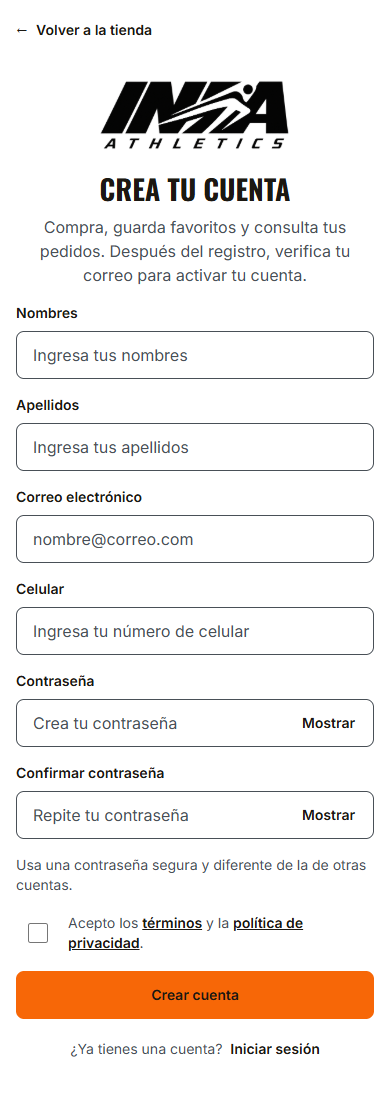 ← Volver a la tienda
INZA
ATHLETICS
CREA TU CUENTA
Compra, guarda favoritos y consulta tus
pedidos. Después del registro, verifica tu
correo para activar tu cuenta.
Nombres
Ingresa tus nombres
Apellidos
Ingresa tus apellidos
Correo electrónico
nombre@correo.com
Celular
Ingresa tu número de celular
Contraseña
Crea tu contraseña Mostrar
Confirmar contraseña
Repite tu contraseña Mostrar
Usa una contraseña segura y diferente de la de otras
cuentas.
Acepto los términos y la política de
privacidad.
Crear cuenta
¿Ya tienes una cuenta? Iniciar sesión